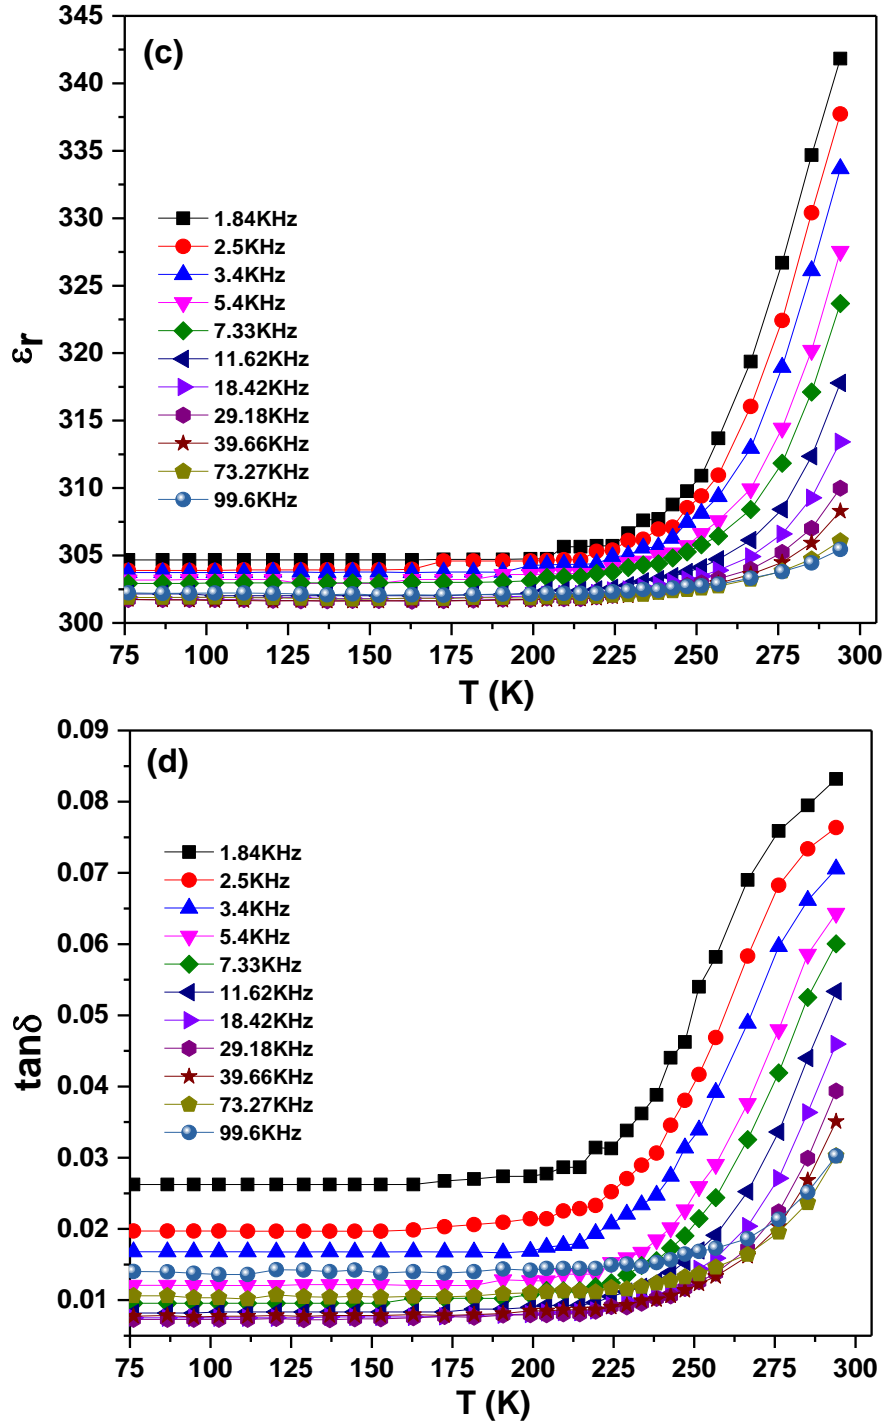 345
(c)
340
335
330
325
320
315
310
305
300
εr
1.84KHz
2.5KHz
3.4KHz
5.4KHz
7.33KHz
11.62KHz
18.42KHz
29.18KHz
39.66KHz
73.27KHz
99.6KHz
75 100 125 150 175 200 225 250 275 300
T (K)
0.09
(d)
0.08
0.07
0.06
0.05
0.04
0.03
0.02
0.01
tanδ
1.84KHz
2.5KHz
3.4KHz
5.4KHz
7.33KHz
11.62KHz
18.42KHz
29.18KHz
39.66KHz
73.27KHz
99.6KHz
75 100 125 150 175 200 225 250 275 300
T (K)